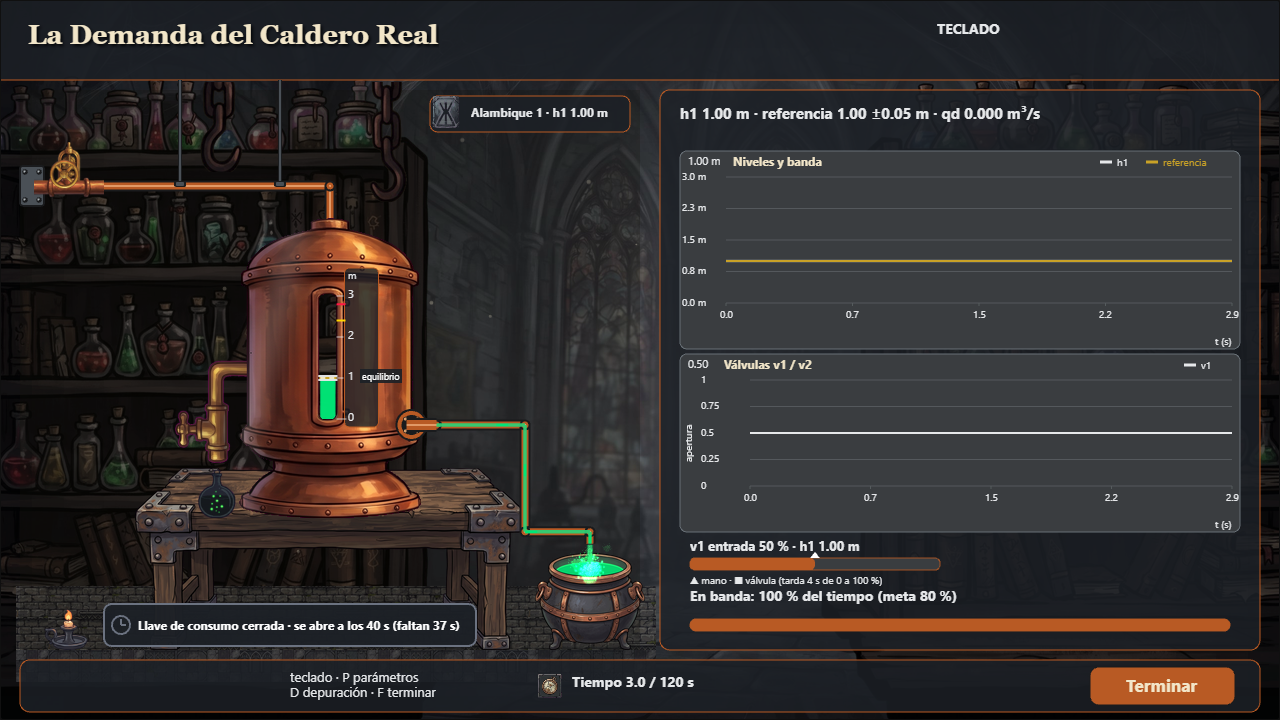 La Demanda del Caldero Real
TECLADO
Alambique 1 · h1 1.00 m
h1 1.00 m · referencia 1.00 ±0.05 m · qd 0.000 m³/s
1.00 m Niveles y banda
h1 referencia
3.0 m
2.3 m
1.5 m
0.8 m
0.0 m
0.0 0.7 1.5 2.2 2.9
t (s)
m
3
2
1 equilibrio
0
0.50 Válvulas v1 / v2
v1
1
0.75
0.5
0.25
0
apertura
0.0 0.7 1.5 2.2 2.9
t (s)
v1 entrada 50 % · h1 1.00 m
▲ mano · ■ válvula (tarda 4 s de 0 a 100 %)
En banda: 100 % del tiempo (meta 80 %)
Llave de consumo cerrada · se abre a los 40 s (faltan 37 s)
teclado · P parámetros
D depuración · F terminar
Tiempo 3.0 / 120 s
Terminar